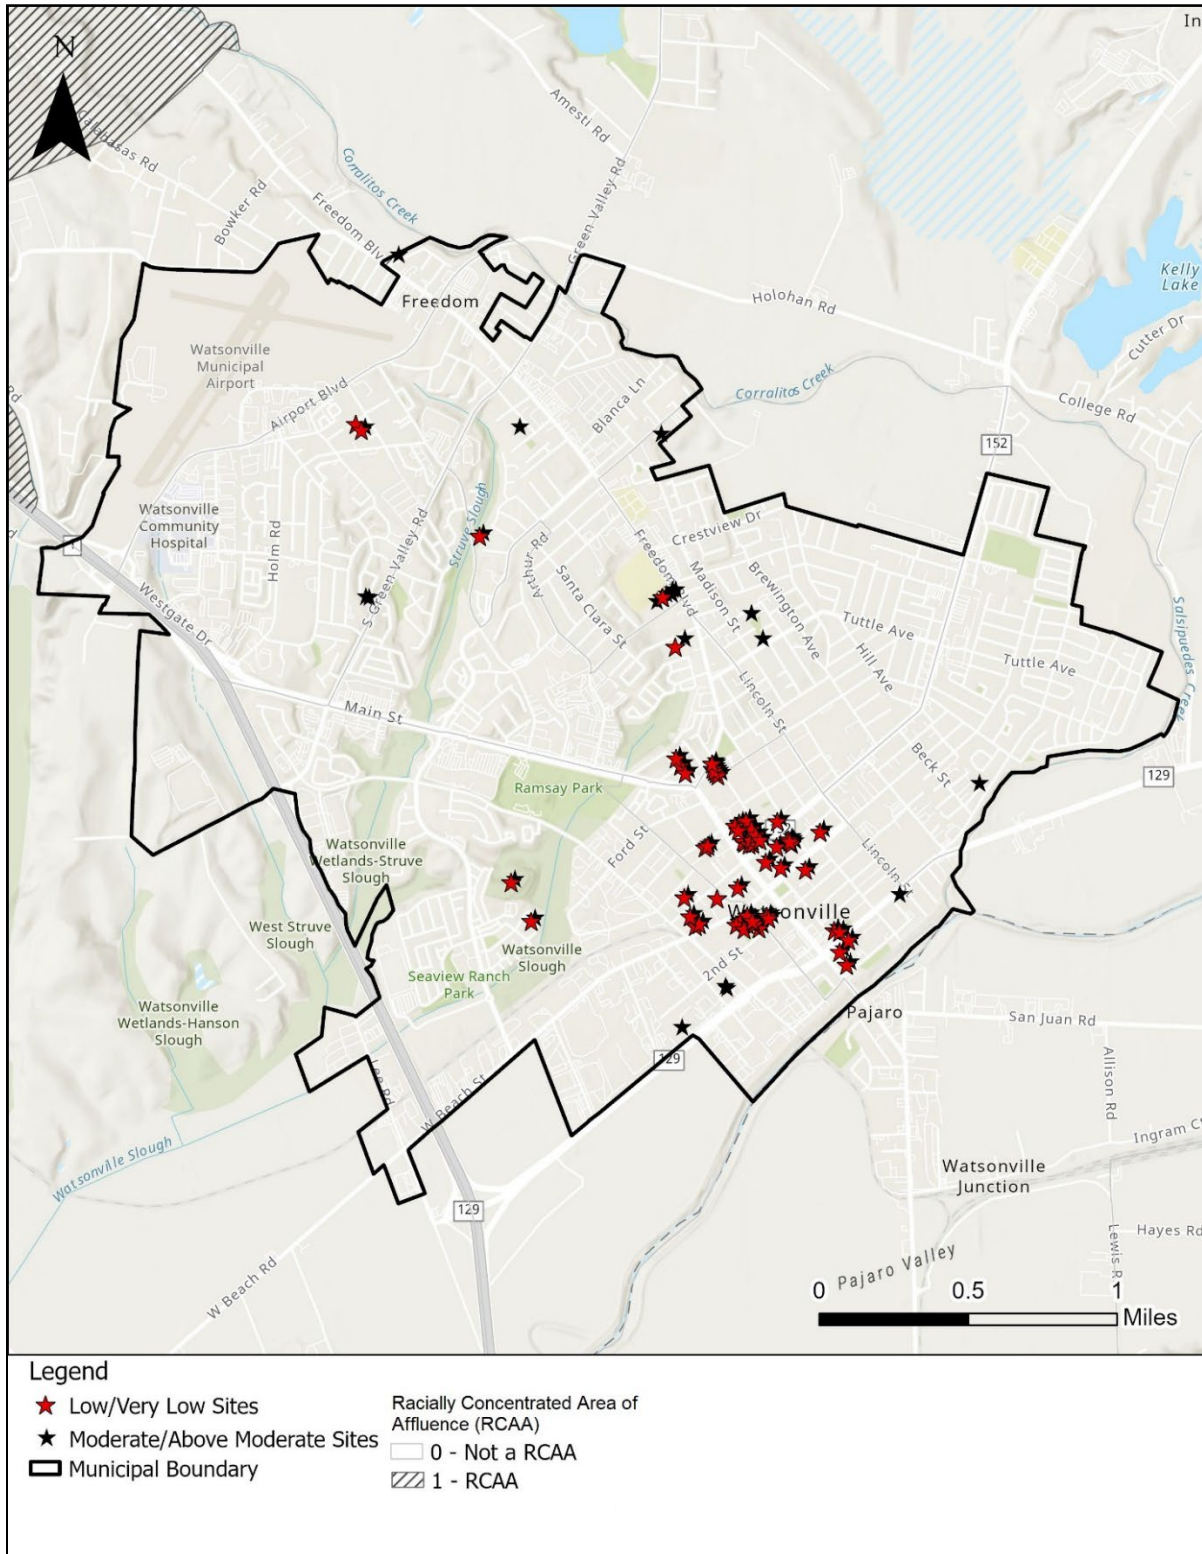 In
N
Calabasas Rd
Amesti Rd
Corralitos Creek
Green Valley Rd
Bowker Rd
Freedom Blvd
Kelly
Lake
Freedom
Holohan Rd
Cutter Dr
Watsonville
Municipal
Airport
Airport Blvd
Blanca Ln
Corralitos Creek
College Rd
152
Rd
Struve Slough
Watsonville
Community
Hospital
Holm Rd
S Green Valley Rd
Crestview Dr
Freedom Blvd
Madison St
Brewington Ave
Arthur Rd
Santa Clara St
1
Westgate Dr
Tuttle Ave
Hill Ave
Tuttle Ave
Salsipuedes Creek
Lincoln St
Main St
Beck St
129
Ramsay Park
Ford St
Watsonville
Wetlands-Struve
Slough
Lincoln St
Watsonville
West Struve
Slough
Watsonville
Slough
2nd St
Seaview Ranch
Park
Watsonville
Wetlands-Hanson
Slough
Pajaro
San Juan Rd
129
Lee Rd
W Beach St
Allison Rd
Watsonville Slough
Ingram Ct
Watsonville
Junction
129
Hayes Rd
Lewis R
W Beach Rd
Pajaro Valley
0 0.5 1
Miles
Legend
Low/Very Low Sites
Moderate/Above Moderate Sites
Municipal Boundary
Racially Concentrated Area of
Affluence (RCAA)
0 - Not a RCAA
1 - RCAA